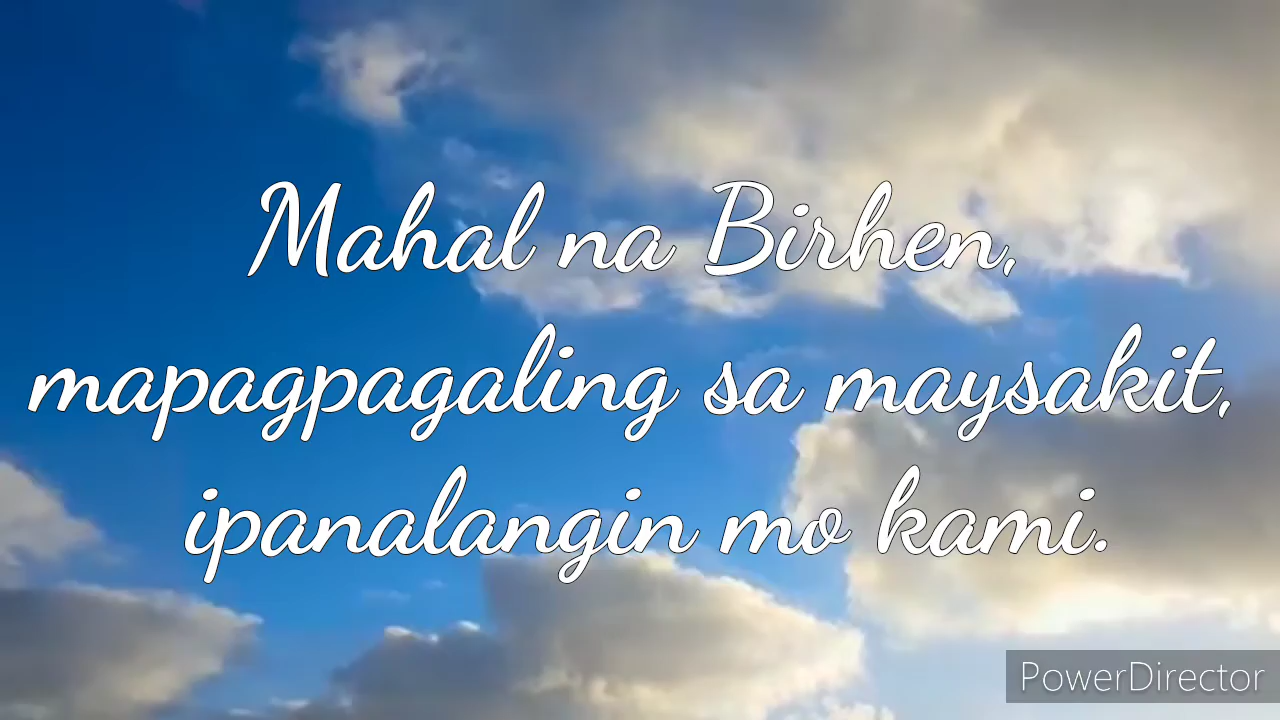 Mahal na Birhen,
mapagpagaling sa maysakit,
ipanalangin mo kami.
PowerDirector